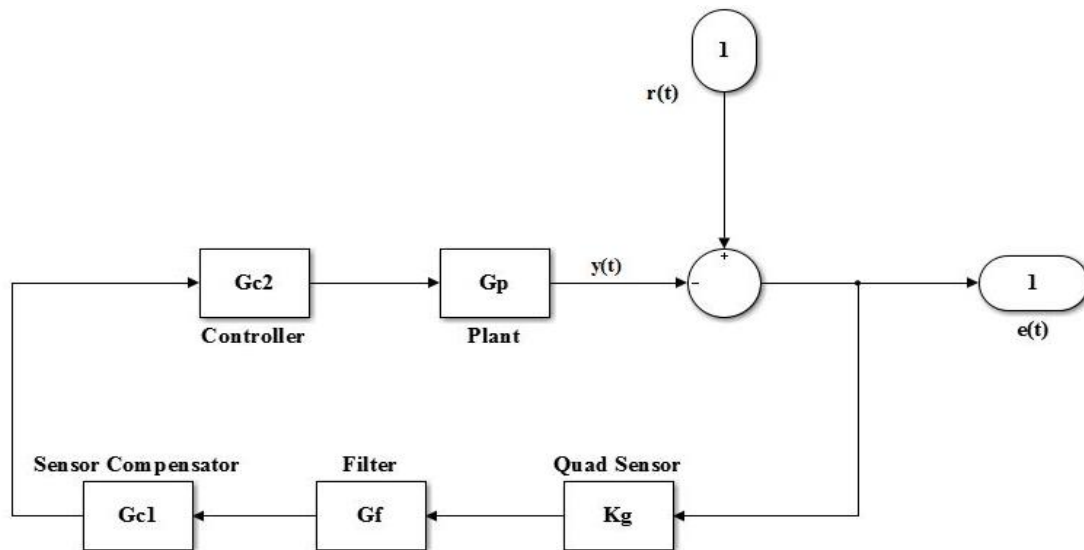 1
r(t)
+
Gc2
Gp
y(t)
-
1
Controller
Plant
e(t)
Sensor Compensator
Filter
Quad Sensor
Gc1
Gf
Kg